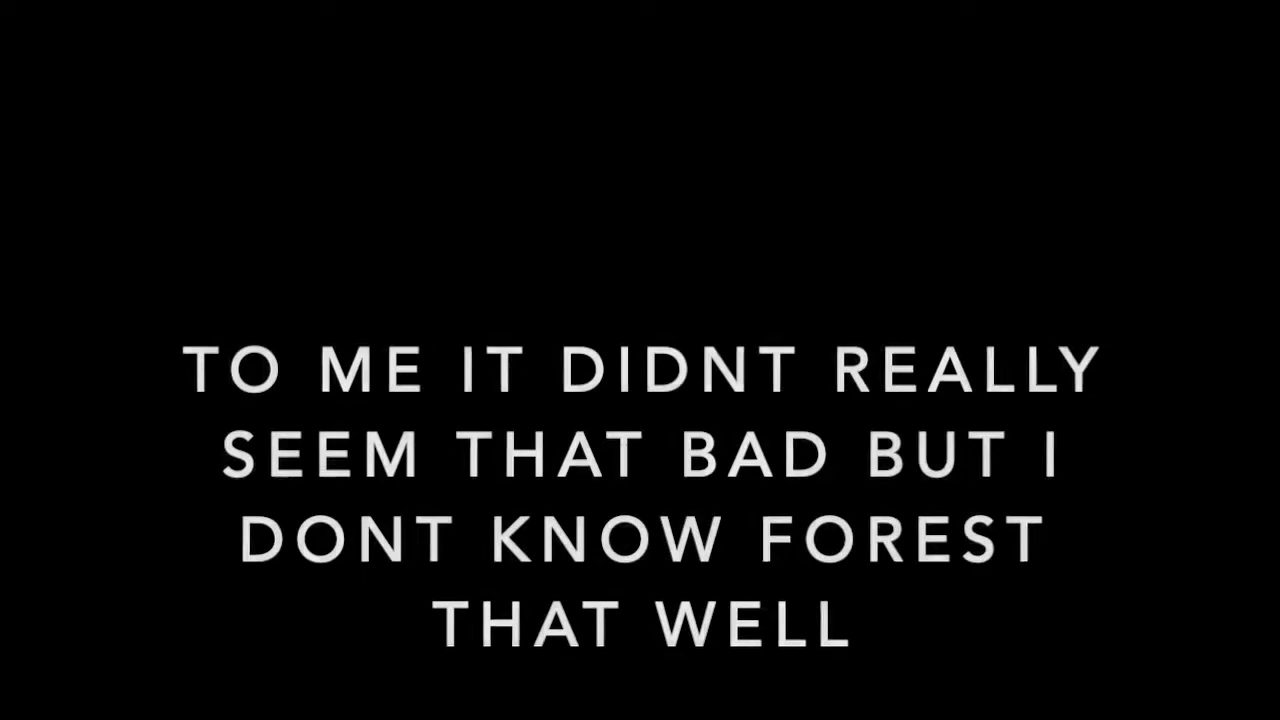 TO ME IT DIDNT REALLY
SEEM THAT BAD BUT I
DONT KNOW FOREST
THAT WELL